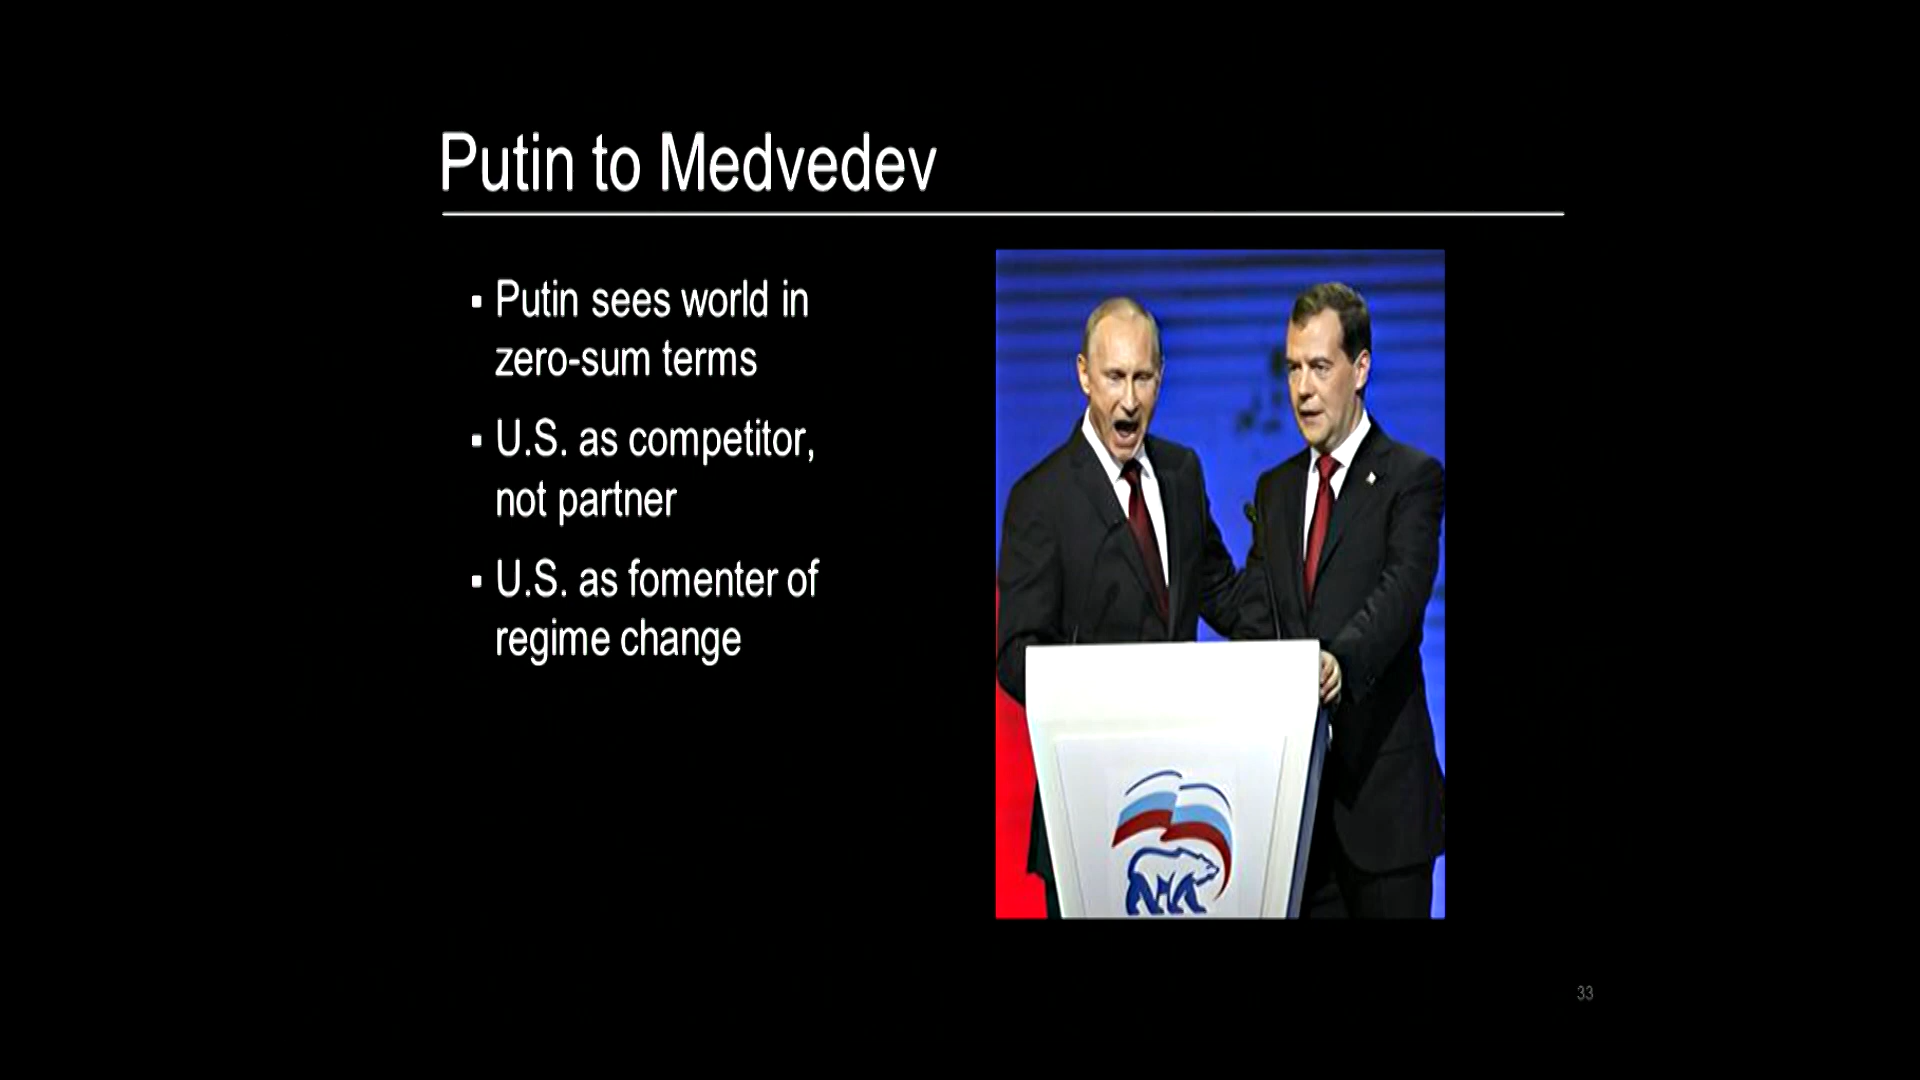 Putin to Medvedev
▪ Putin sees world in
zero-sum terms
▪ U.S. as competitor,
not partner
▪ U.S. as fomenter of
regime change
33